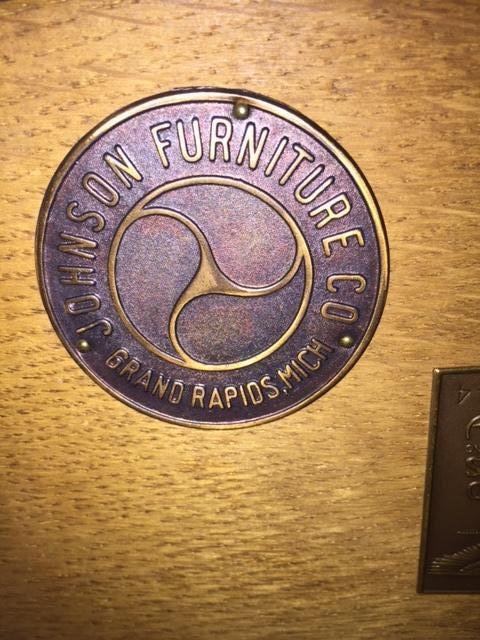 JOHNSON FURNITURE CO
GRAND RAPIDS, MICH